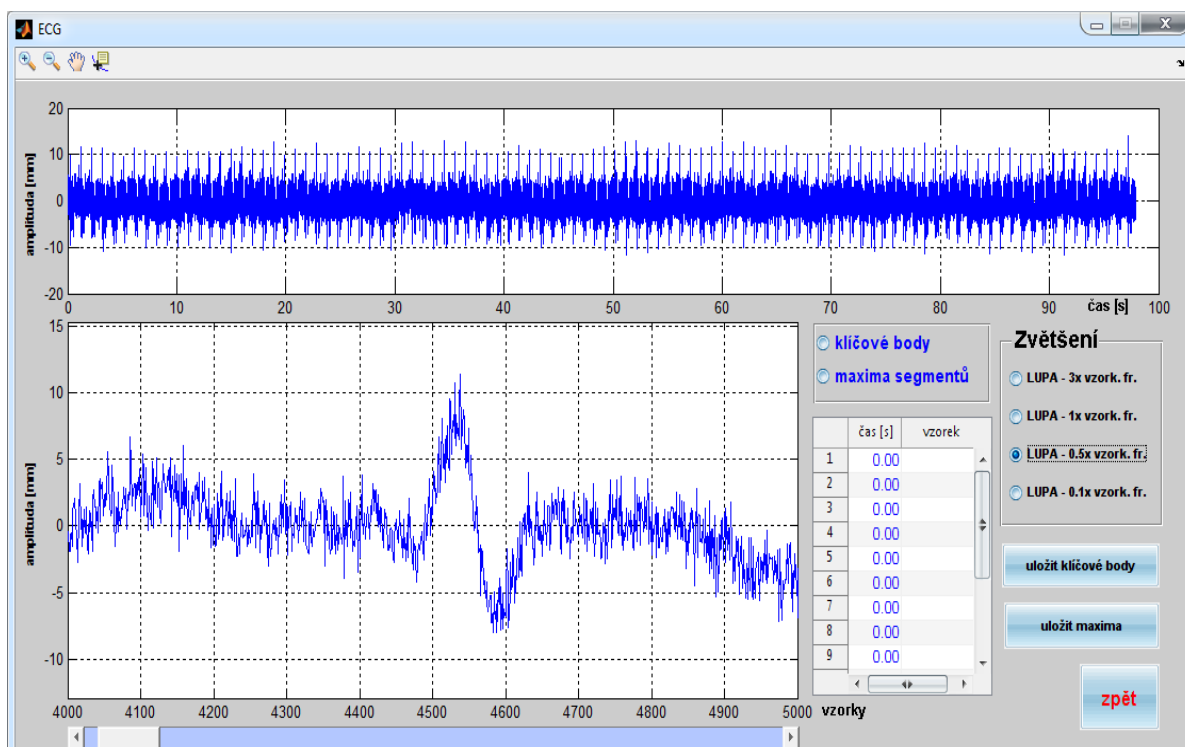 ECG
20
10
0
-10
-20
amplituda [mm]
0 10 20 30 40 50 60 70 80 90 čas [s] 100
15
10
5
0
-5
-10
amplituda [mm]
4000 4100 4200 4300 4400 4500 4600 4700 4800 4900 5000 vzorky
klíčové body
maxima segmentů
čas [s] vzorek
1 0.00
2 0.00
3 0.00
4 0.00
5 0.00
6 0.00
7 0.00
8 0.00
9 0.00
Zvětšení
LUPA - 3x vzork. fr.
LUPA - 1x vzork. fr.
LUPA - 0.5x vzork. fr.
LUPA - 0.1x vzork. fr.
uložit klíčové body
uložit maxima
zpět